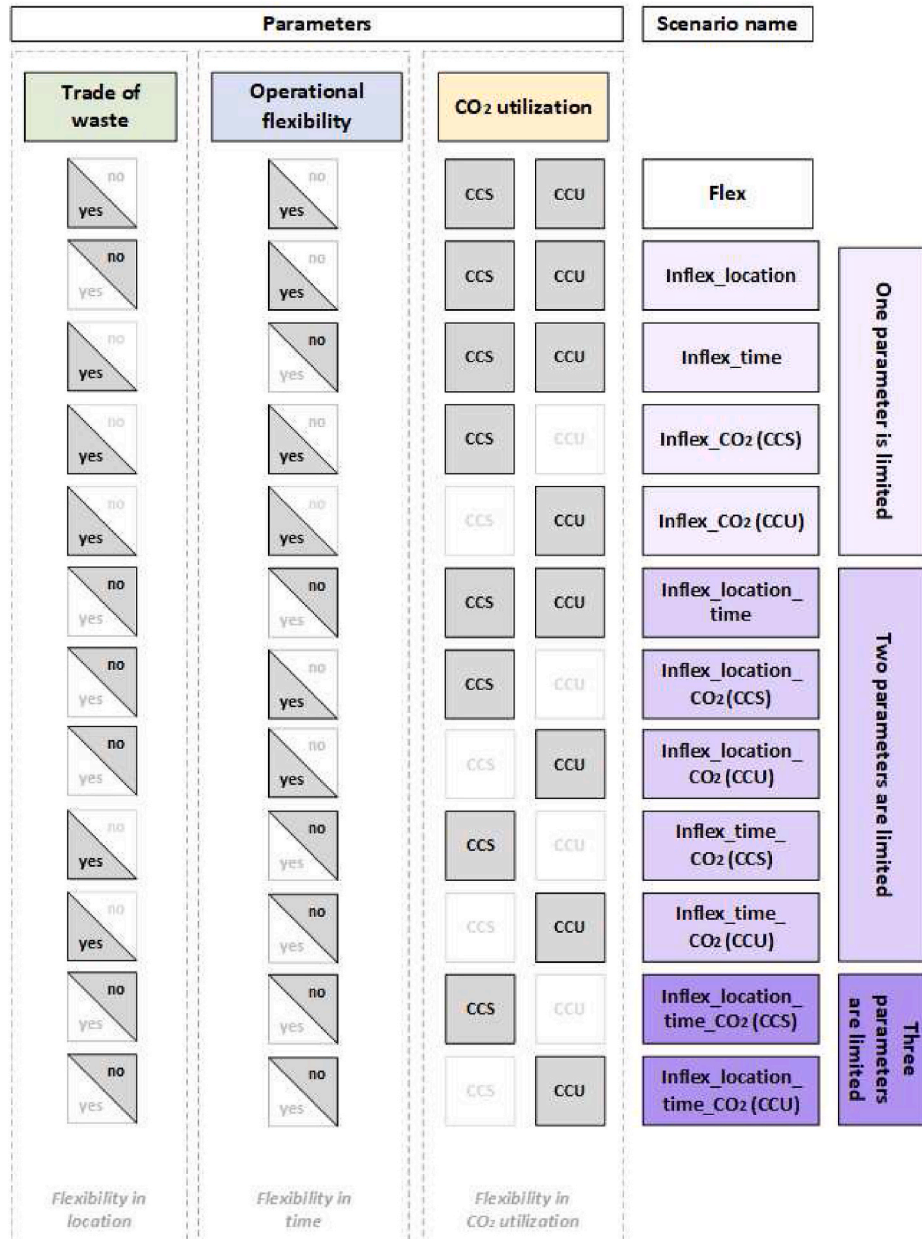 Parameters
Scenario name
Trade of
waste
Operational
flexibility
CO₂ utilization
no
yes
no
yes
CCS
CCU
Flex
no
yes
no
yes
CCS
CCU
Inflex_location
no
yes
no
yes
CCS
CCU
Inflex_time
no
yes
no
yes
CCS
CCU
Inflex_CO₂ (CCS)
no
yes
no
yes
CCS
CCU
Inflex_CO₂ (CCU)
One parameter is limited
no
yes
no
yes
CCS
CCU
Inflex_location_
time
no
yes
no
yes
CCS
CCU
Inflex_location_
CO₂ (CCS)
no
yes
no
yes
CCS
CCU
Inflex_location_
CO₂ (CCU)
no
yes
no
yes
CCS
CCU
Inflex_time_
CO₂ (CCS)
no
yes
no
yes
CCS
CCU
Inflex_time_
CO₂ (CCU)
Two parameters are limited
no
yes
no
yes
CCS
CCU
Inflex_location_
time_CO₂ (CCS)
no
yes
no
yes
CCS
CCU
Inflex_location_
time_CO₂ (CCU)
Three
parameters
are limited
Flexibility in
location
Flexibility in
time
Flexibility in
CO₂ utilization